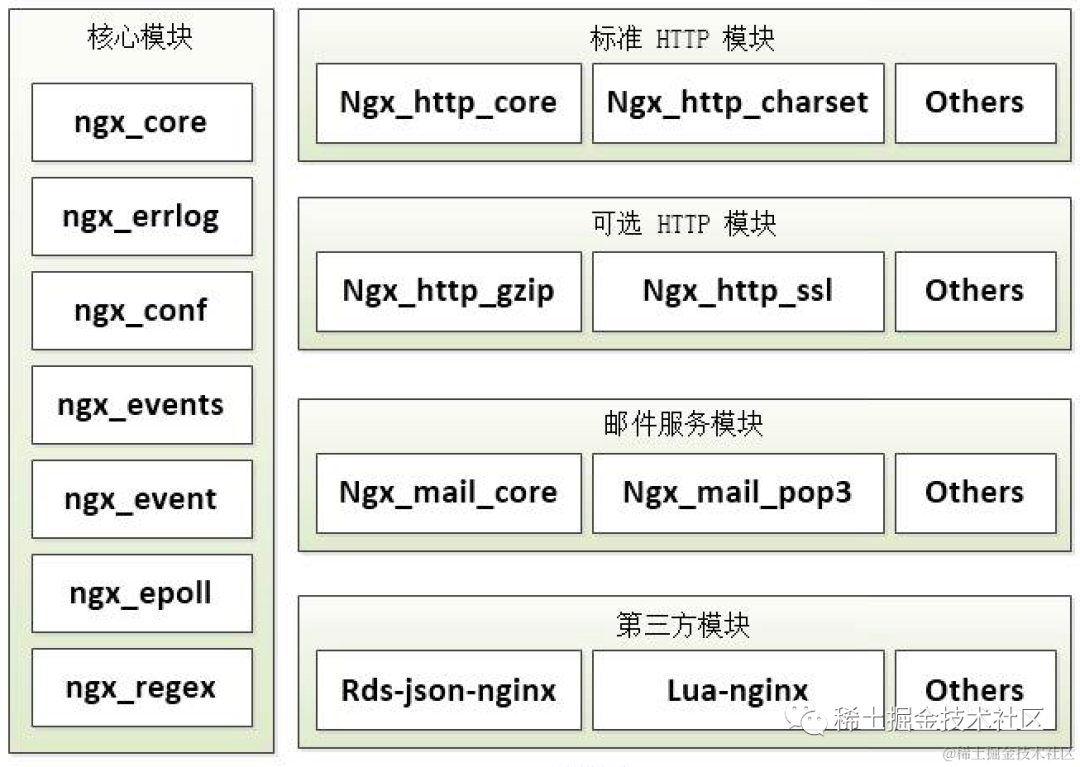 核心模块
ngx_core
ngx_errlog
ngx_conf
ngx_events
ngx_event
ngx_epoll
ngx_regex
标准 HTTP 模块
Ngx_http_core
Ngx_http_charset
Others
可选 HTTP 模块
Ngx_http_gzip
Ngx_http_ssl
Others
邮件服务模块
Ngx_mail_core
Ngx_mail_pop3
Others
第三方模块
Rds-json-nginx
Lua-nginx
Others
稀土掘金技术社区
@稀土掘金技术社区